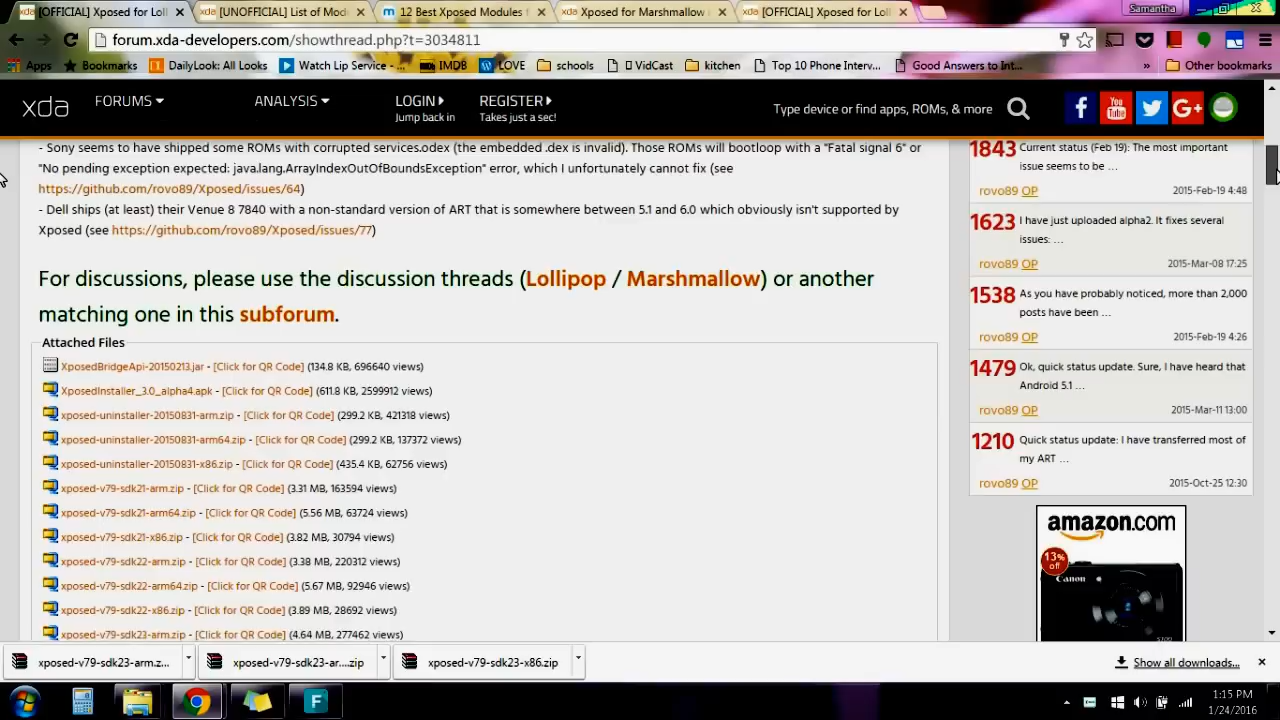 [OFFICIAL] Xposed for Loll
[UNOFFICIAL] List of Mod
12 Best Xposed Modules f
Xposed for Marshmallow
[OFFICIAL] Xposed for Loll
Samantha
forum.xda-developers.com/showthread.php?t=3034811
Apps
Bookmarks
DailyLook: All Looks
Watch Lip Service - ...
IMDB
LOVE
schools
VidCast
kitchen
Top 10 Phone Interv...
Good Answers to Int...
»
Other bookmarks
xda
FORUMS
ANALYSIS
LOGIN
Jump back in
REGISTER
Takes just a sec!
Type device or find apps, ROMs, & more
- Sony seems to have shipped some ROMs with corrupted services.odex (the embedded .dex is invalid). Those ROMs will bootloop with a "Fatal signal 6" or
"No pending exception expected: java.lang.ArrayIndexOutOfBoundsException" error, which I unfortunately cannot fix (see
https://github.com/rovo89/Xposed/issues/64)
- Dell ships (at least) their Venue 8 7840 with a non-standard version of ART that is somewhere between 5.1 and 6.0 which obviously isn't supported by
Xposed (see https://github.com/rovo89/Xposed/issues/77)
For discussions, please use the discussion threads (Lollipop / Marshmallow) or another
matching one in this subforum.
Attached Files
XposedBridgeApi-20150213.jar - [Click for QR Code] (134.8 KB, 696640 views)
XposedInstaller_3.0_alpha4.apk - [Click for QR Code] (611.8 KB, 2599912 views)
xposed-uninstaller-20150831-arm.zip - [Click for QR Code] (299.2 KB, 421318 views)
xposed-uninstaller-20150831-arm64.zip - [Click for QR Code] (299.2 KB, 137372 views)
xposed-uninstaller-20150831-x86.zip - [Click for QR Code] (435.4 KB, 62756 views)
xposed-v79-sdk21-arm.zip - [Click for QR Code] (3.31 MB, 163594 views)
xposed-v79-sdk21-arm64.zip - [Click for QR Code] (5.56 MB, 63724 views)
xposed-v79-sdk21-x86.zip - [Click for QR Code] (3.82 MB, 30794 views)
xposed-v79-sdk22-arm.zip - [Click for QR Code] (3.38 MB, 220312 views)
xposed-v79-sdk22-arm64.zip - [Click for QR Code] (5.67 MB, 92946 views)
xposed-v79-sdk22-x86.zip - [Click for QR Code] (3.89 MB, 28692 views)
xposed-v79-sdk23-arm.zip - [Click for QR Code] (4.64 MB, 277462 views)
1843 Current status (Feb 19): The most important
issue seems to be ...
rovo89 OP 2015-Feb-19 4:48
1623 I have just uploaded alpha2. It fixes several
issues: ...
rovo89 OP 2015-Mar-08 17:25
1538 As you have probably noticed, more than 2,000
posts have been ...
rovo89 OP 2015-Feb-19 4:26
1479 Ok, quick status update. Sure, I have heard that
Android 5.1 ...
rovo89 OP 2015-Mar-11 13:00
1210 Quick status update: I have transferred most of
my ART ...
rovo89 OP 2015-Oct-25 12:30
amazon.com
13%
off
Canon
xposed-v79-sdk23-arm.z...
xposed-v79-sdk23-ar....zip
xposed-v79-sdk23-x86.zip
Show all downloads...
1:15 PM
1/24/2016